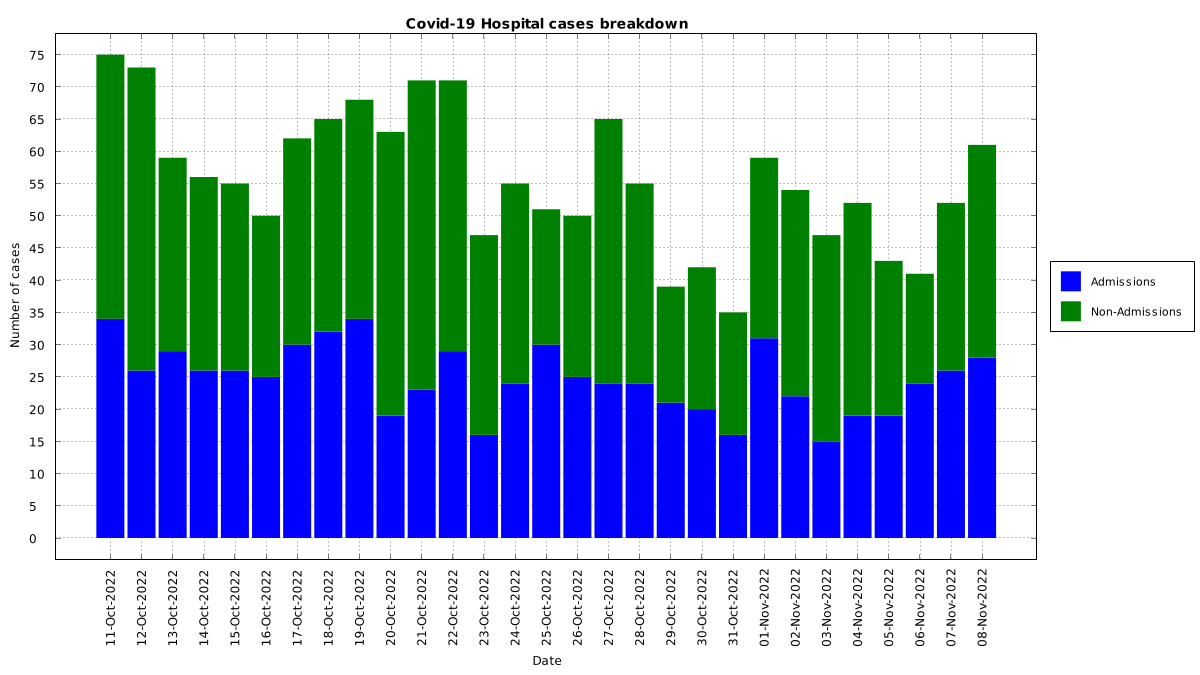 Covid-19 Hospital cases breakdown
75
70
65
60
55
50
45
40
35
30
25
20
15
10
5
0
Number of cases
11-Oct-2022
12-Oct-2022
13-Oct-2022
14-Oct-2022
15-Oct-2022
16-Oct-2022
17-Oct-2022
18-Oct-2022
19-Oct-2022
20-Oct-2022
21-Oct-2022
22-Oct-2022
23-Oct-2022
24-Oct-2022
25-Oct-2022
26-Oct-2022
27-Oct-2022
28-Oct-2022
29-Oct-2022
30-Oct-2022
31-Oct-2022
01-Nov-2022
02-Nov-2022
03-Nov-2022
04-Nov-2022
05-Nov-2022
06-Nov-2022
07-Nov-2022
08-Nov-2022
Date
Admissions
Non-Admissions